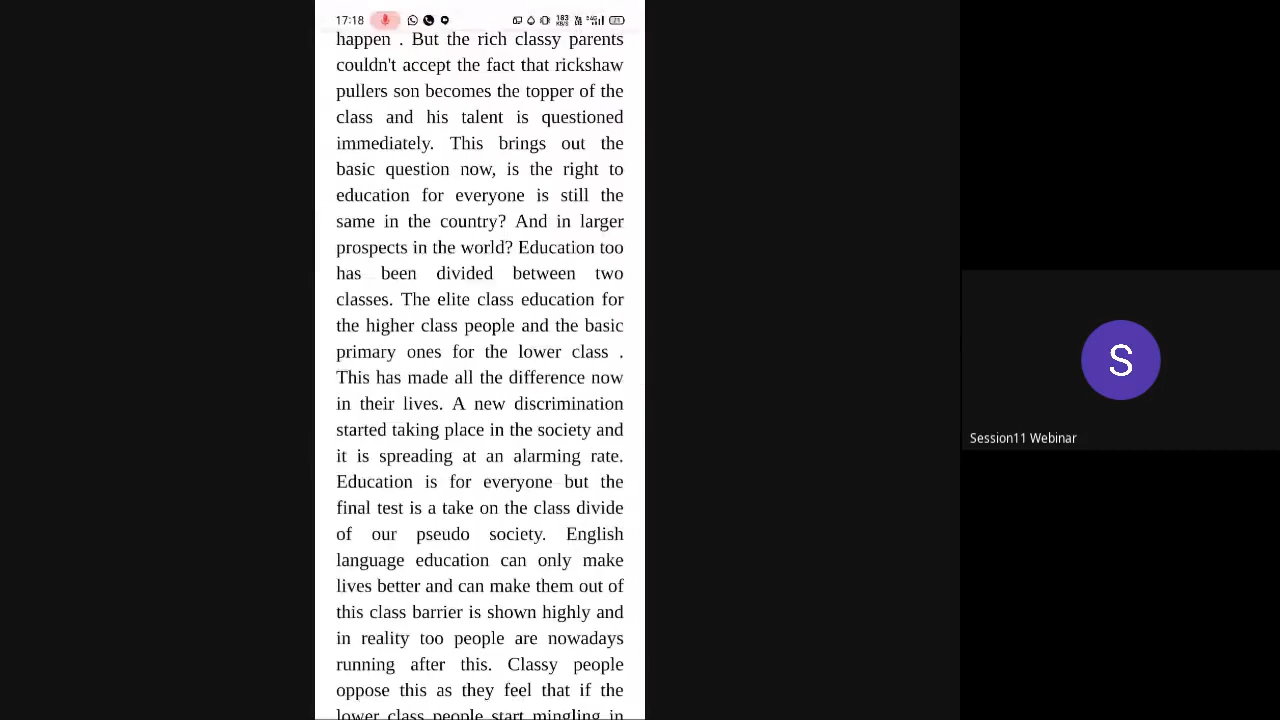 17:18
183
KB/S
happen . But the rich classy parents
couldn't accept the fact that rickshaw
pullers son becomes the topper of the
class and his talent is questioned
immediately. This brings out the
basic question now, is the right to
education for everyone is still the
same in the country? And in larger
prospects in the world? Education too
has been divided between two
classes. The elite class education for
the higher class people and the basic
primary ones for the lower class .
This has made all the difference now
in their lives. A new discrimination
started taking place in the society and
it is spreading at an alarming rate.
Education is for everyone but the
final test is a take on the class divide
of our pseudo society. English
language education can only make
lives better and can make them out of
this class barrier is shown highly and
in reality too people are nowadays
running after this. Classy people
oppose this as they feel that if the
lower class people start mingling in
S
Session11 Webinar